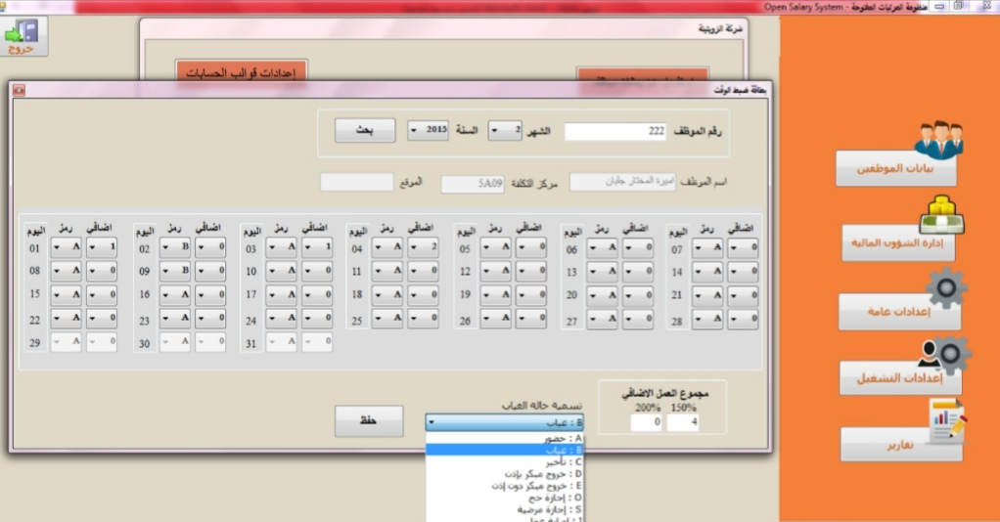 منظومة المرتبات المفتوحة - Open Salary System
خروج
شركة الزويتينة
إعدادات قوالب الحسابات
بطاقة ضبط الوقت
رقم الموظف 222 الشهر 2 السنة 2015 بحث
اسم الموظف اميرة المختار جلبان مركز التكلفة 5A09 الموقع
اليوم رمز اضافي اليوم رمز اضافي اليوم رمز اضافي اليوم رمز اضافي اليوم رمز اضافي اليوم رمز اضافي اليوم رمز اضافي
01 A 1 02 B 0 03 A 1 04 A 2 05 A 0 06 A 0 07 A 0
08 A 0 09 B 0 10 A 0 11 A 0 12 A 0 13 A 0 14 A 0
15 A 0 16 A 0 17 A 0 18 A 0 19 A 0 20 A 0 21 A 0
22 A 0 23 A 0 24 A 0 25 A 0 26 A 0 27 A 0 28 A 0
29 A 0 30 A 0 31 A 0
مجموع العمل الاضافي
150% 200%
4 0
تسمية حالة الغياب
B : غياب
حفظ
A : حضور
B : غياب
C : تأخير
D : خروج مبكر بإذن
E : خروج مبكر دون إذن
O : إجازة حج
S : إجازة مرضية
بيانات الموظفين
إدارة الشؤون المالية
إعدادات عامة
إعدادات التشغيل
تقارير